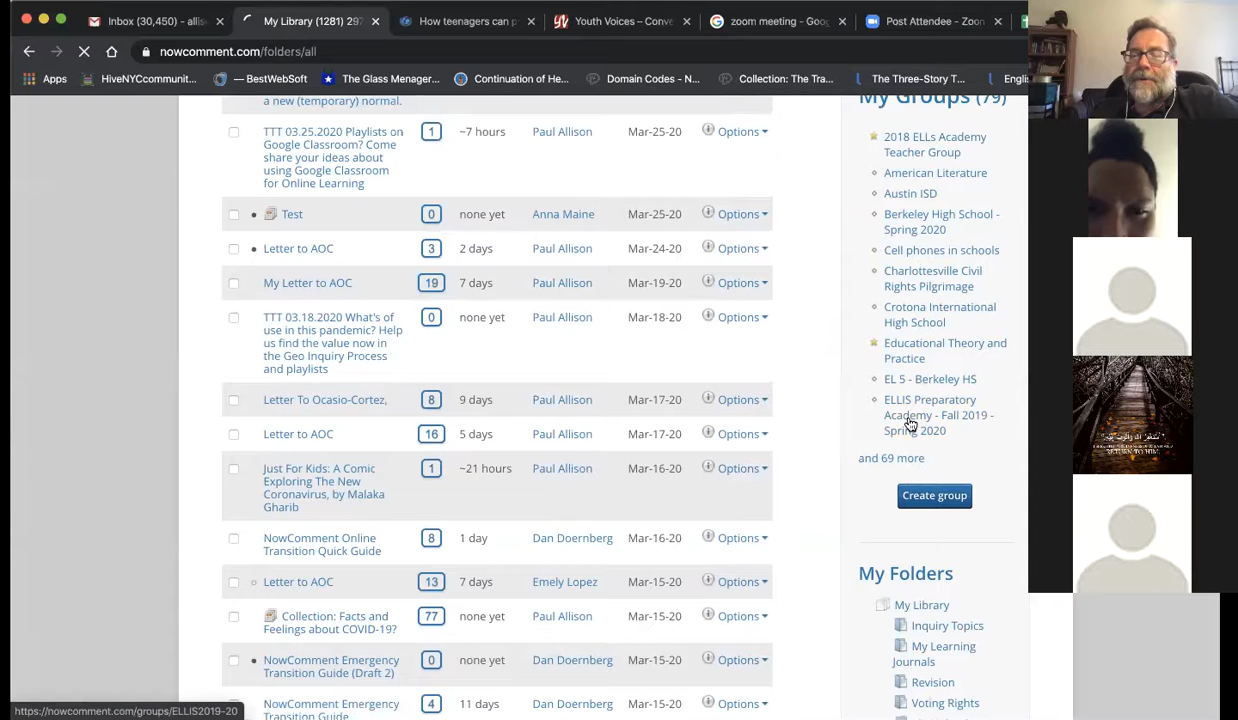 Inbox (30,450) - allis
My Library (1281) 297
How teenagers can p
Youth Voices – Conve
zoom meeting - Goo
Post Attendee - Zoon
nowcomment.com/folders/all
Apps
HiveNYCcommunit...
— BestWebSoft
The Glass Menager...
Continuation of He...
Domain Codes - N...
Collection: The Tra...
The Three-Story T...
English
a new (temporary) normal.
TTT 03.25.2020 Playlists on
Google Classroom? Come
share your ideas about
using Google Classroom
for Online Learning
1
~7 hours
Paul Allison
Mar-25-20
Options
Test
0
none yet
Anna Maine
Mar-25-20
Options
Letter to AOC
3
2 days
Paul Allison
Mar-24-20
Options
My Letter to AOC
19
7 days
Paul Allison
Mar-19-20
Options
TTT 03.18.2020 What's of
use in this pandemic? Help
us find the value now in
the Geo Inquiry Process
and playlists
0
none yet
Paul Allison
Mar-18-20
Options
Letter To Ocasio-Cortez,
8
9 days
Paul Allison
Mar-17-20
Options
Letter to AOC
16
5 days
Paul Allison
Mar-17-20
Options
Just For Kids: A Comic
Exploring The New
Coronavirus, by Malaka
Gharib
1
~21 hours
Paul Allison
Mar-16-20
Options
NowComment Online
Transition Quick Guide
8
1 day
Dan Doernberg
Mar-16-20
Options
Letter to AOC
13
7 days
Emely Lopez
Mar-15-20
Options
Collection: Facts and
Feelings about COVID-19?
77
none yet
Paul Allison
Mar-15-20
Options
NowComment Emergency
Transition Guide (Draft 2)
0
none yet
Dan Doernberg
Mar-15-20
Options
NowComment Emergency
Transition Guide
4
11 days
Dan Doernberg
Mar-15-20
Options
My Groups (79)
2018 ELLs Academy
Teacher Group
American Literature
Austin ISD
Berkeley High School -
Spring 2020
Cell phones in schools
Charlottesville Civil
Rights Pilgrimage
Crotona International
High School
Educational Theory and
Practice
EL 5 - Berkeley HS
ELLIS Preparatory
Academy - Fall 2019 -
Spring 2020
and 69 more
Create group
My Folders
My Library
Inquiry Topics
My Learning
Journals
Revision
Voting Rights
https://nowcomment.com/groups/ELLIS2019-20
RETURN TO HIM.